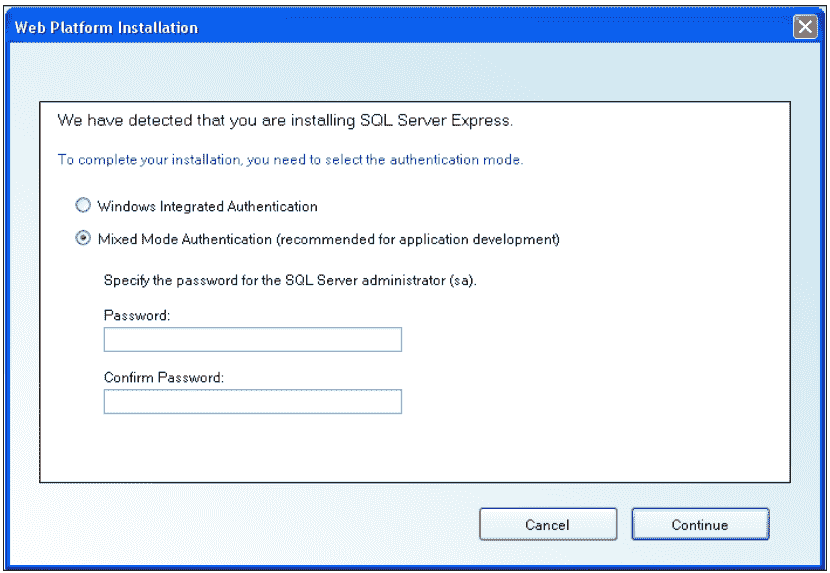 Web Platform Installation
We have detected that you are installing SQL Server Express.
To complete your installation, you need to select the authentication mode.
Windows Integrated Authentication
Mixed Mode Authentication (recommended for application development)
Specify the password for the SQL Server administrator (sa).
Password:
Confirm Password:
Cancel
Continue